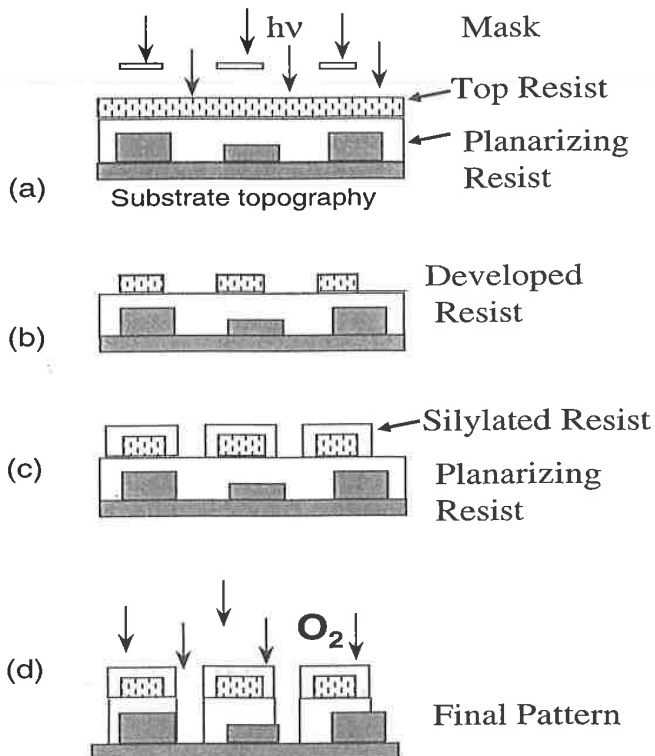 hν
Mask
Top Resist
Planarizing
Resist
(a)
Substrate topography
Developed
Resist
(b)
Silylated Resist
(c)
Planarizing
Resist
O₂
(d)
Final Pattern